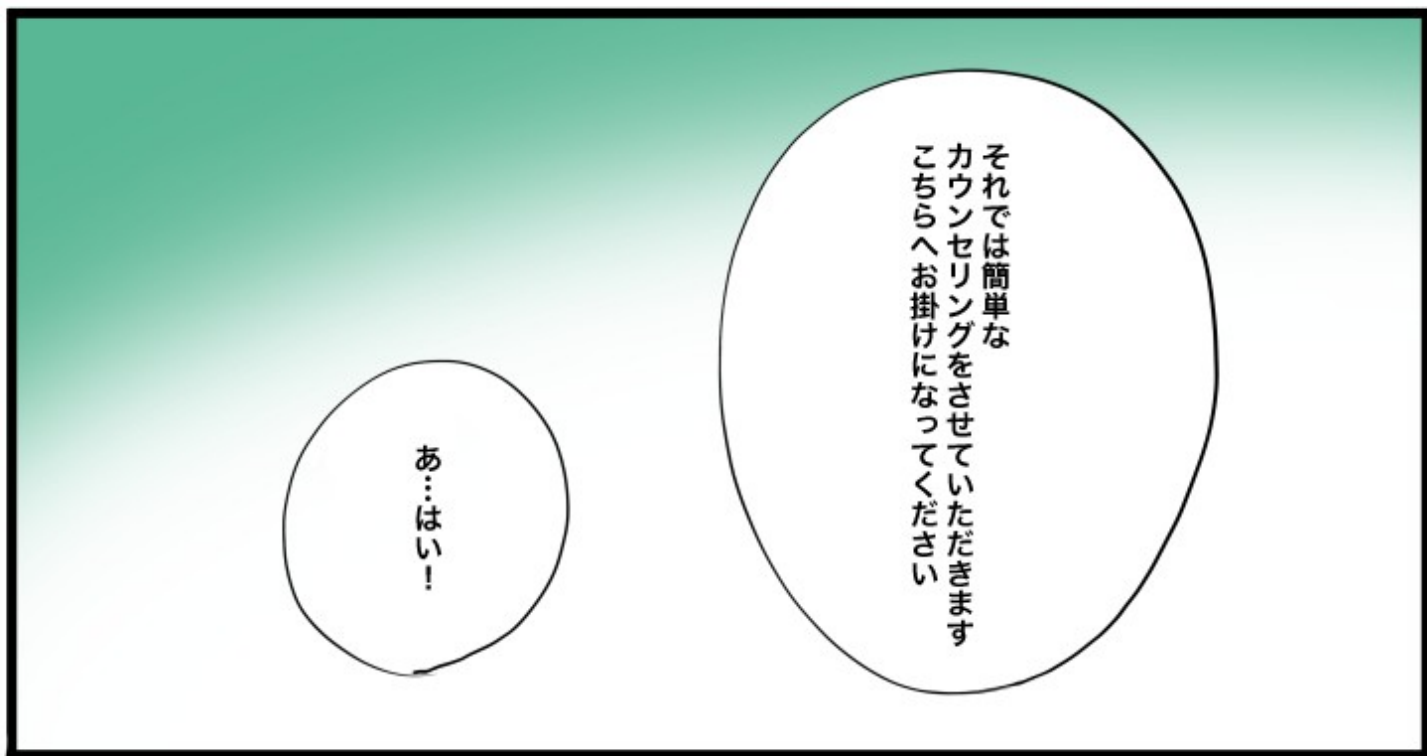 それでは簡単な
カウンセリングをさせていただきます
こちらへお掛けになってください
あ…はい！